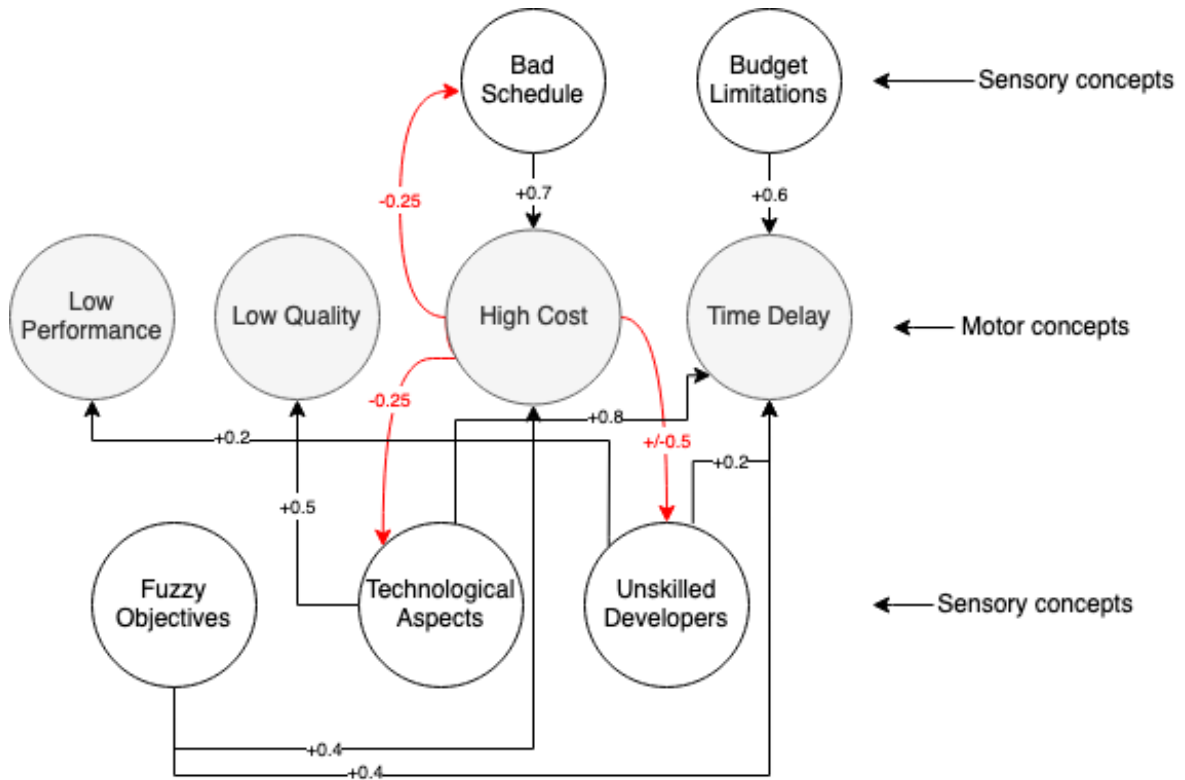 Bad
Schedule
Budget
Limitations
Sensory concepts
+0.7
+0.6
-0.25
Low
Performance
Low Quality
High Cost
Time Delay
Motor concepts
-0.25
+0.8
+0.2
+/-0.5
+0.2
+0.5
Fuzzy
Objectives
Technological
Aspects
Unskilled
Developers
Sensory concepts
+0.4
+0.4